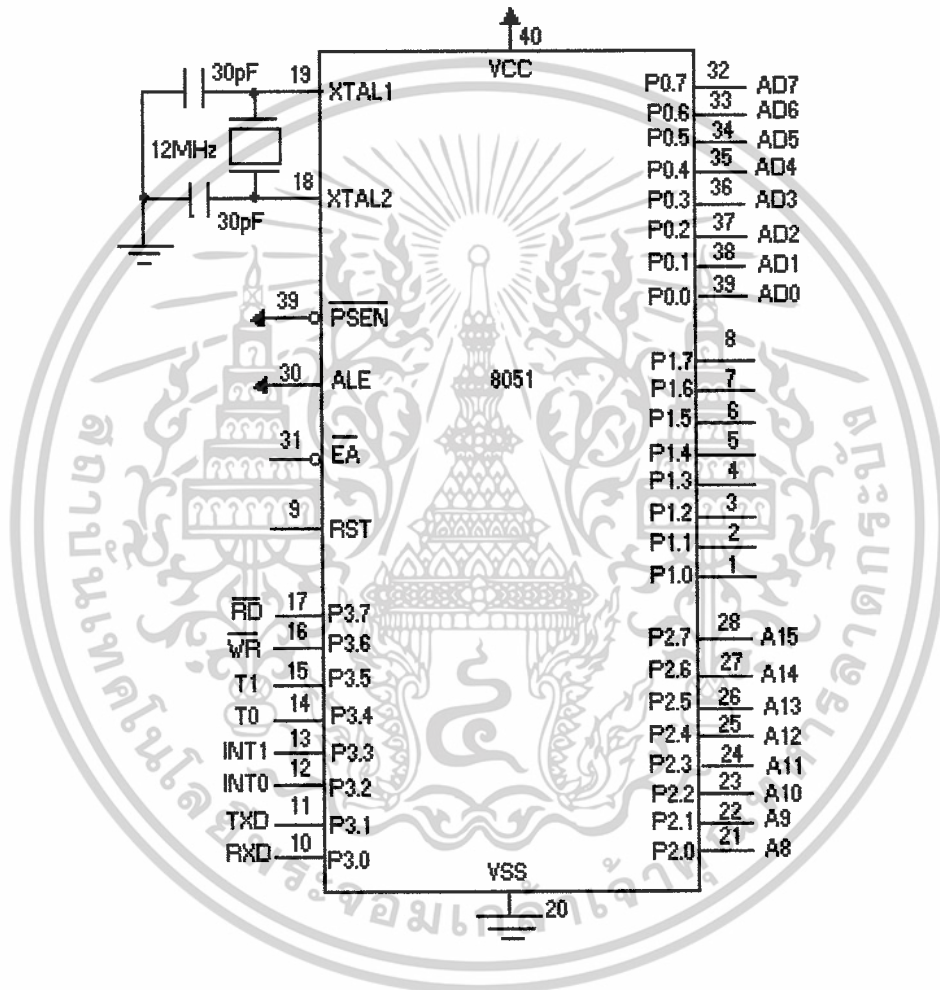 40
VCC
30pF
19
XTAL1
12MHz
18
XTAL2
30pF
39
PSEN
30
ALE
8051
31
EA
9
RST
RD 17 P3.7
WR 16 P3.6
T1 15 P3.5
T0 14 P3.4
INT1 13 P3.3
INT0 12 P3.2
TXD 11 P3.1
RXD 10 P3.0
P0.7 32 AD7
P0.6 33 AD6
P0.5 34 AD5
P0.4 35 AD4
P0.3 36 AD3
P0.2 37 AD2
P0.1 38 AD1
P0.0 39 AD0
P1.7 8
P1.6 7
P1.5 6
P1.4 5
P1.3 4
P1.2 3
P1.1 2
P1.0 1
P2.7 28 A15
P2.6 27 A14
P2.5 26 A13
P2.4 25 A12
P2.3 24 A11
P2.2 23 A10
P2.1 22 A9
P2.0 21 A8
VSS
20